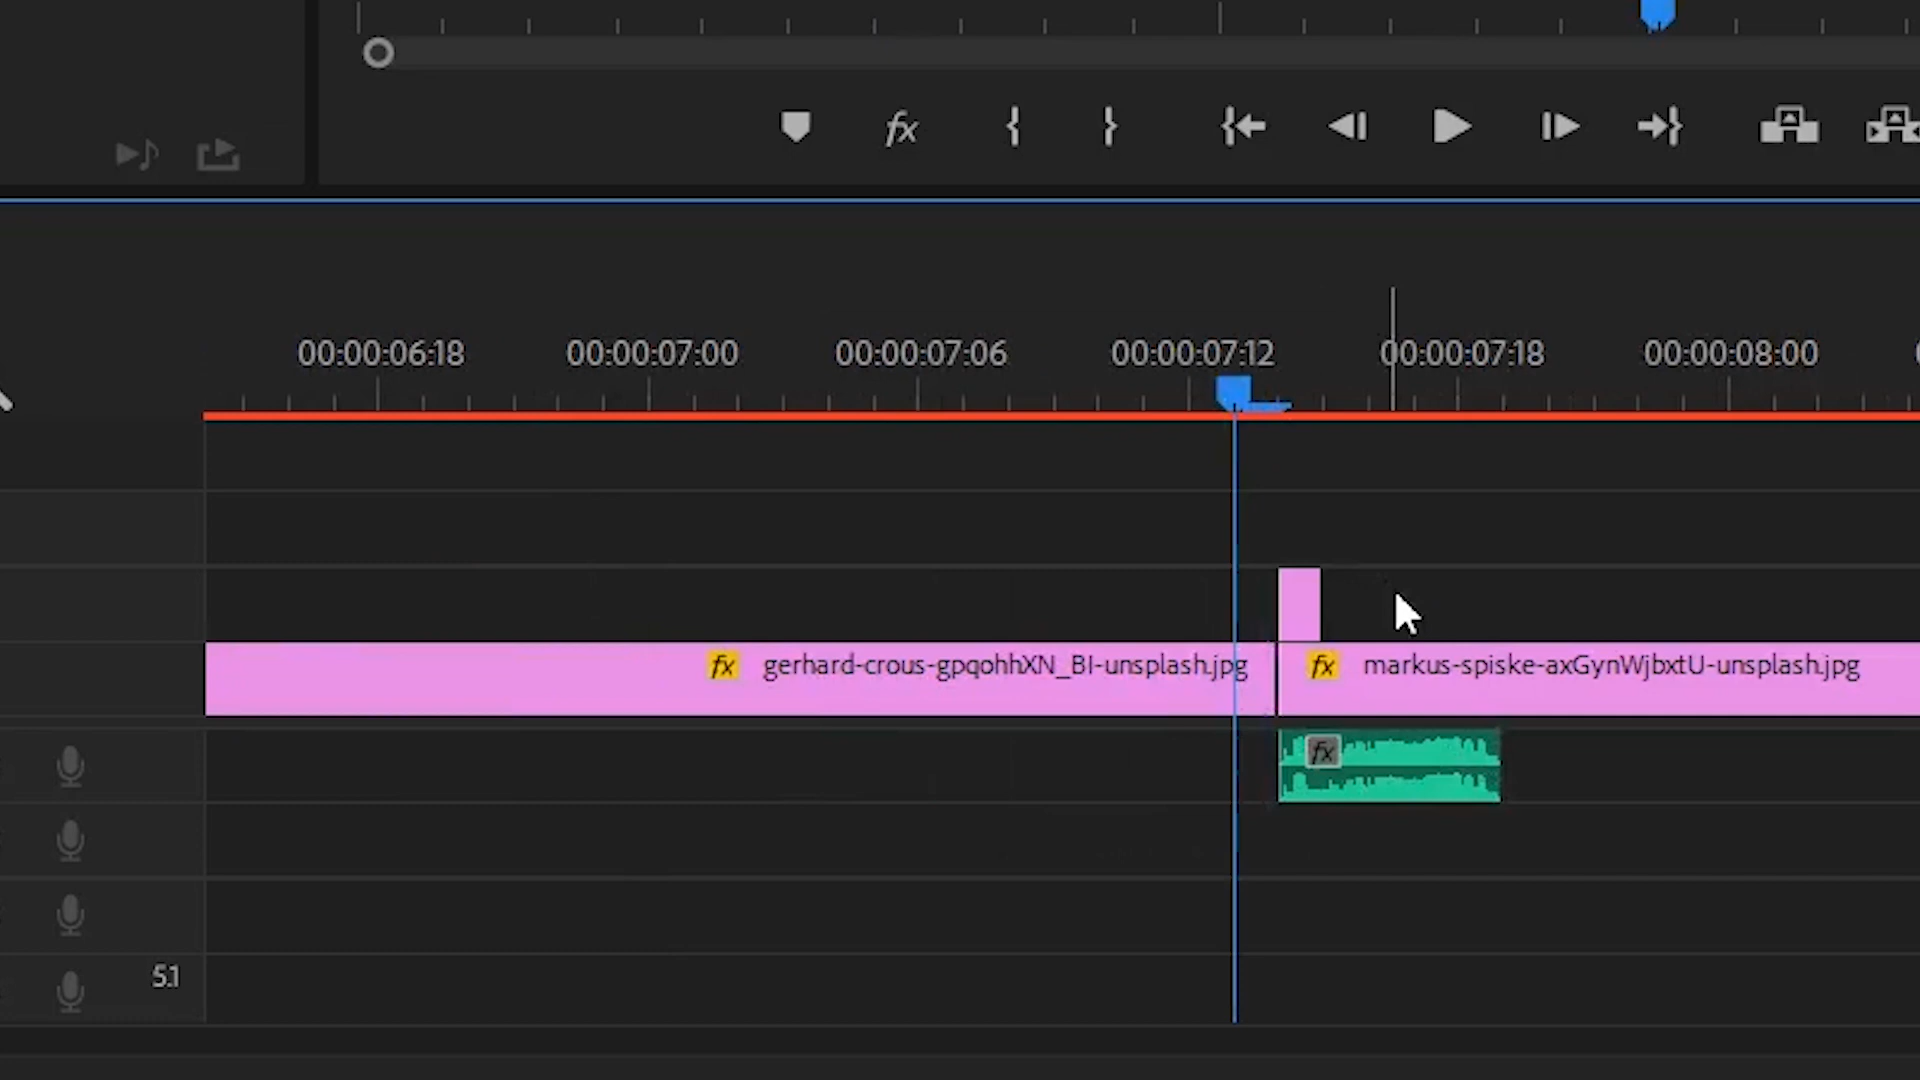 fx
00:00:06:18 00:00:07:00 00:00:07:06 00:00:07:12 00:00:07:18 00:00:08:00
fx gerhard-crous-gpqohhXN_BI-unsplash.jpg fx markus-spiske-axGynWjbxtU-unsplash.jpg
fx
5.1